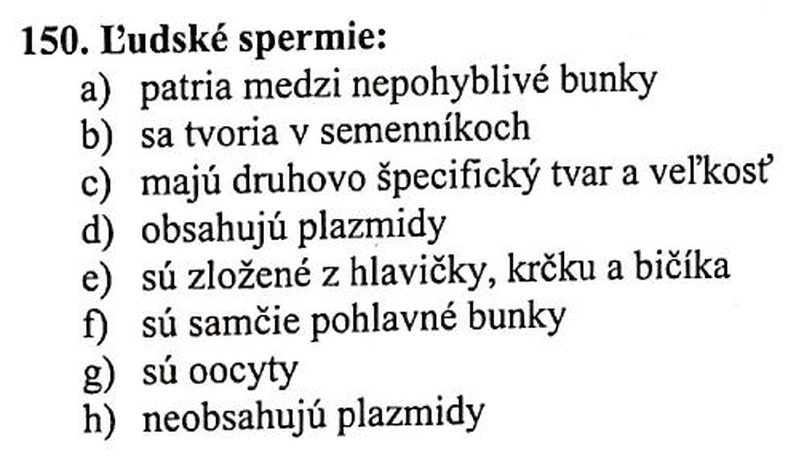 150. Ľudské spermie:
a) patria medzi nepohyblivé bunky
b) sa tvoria v semenníkoch
c) majú druhovo špecifický tvar a veľkosť
d) obsahujú plazmidy
e) sú zložené z hlavičky, krčku a bičíka
f) sú samčie pohlavné bunky
g) sú oocyty
h) neobsahujú plazmidy